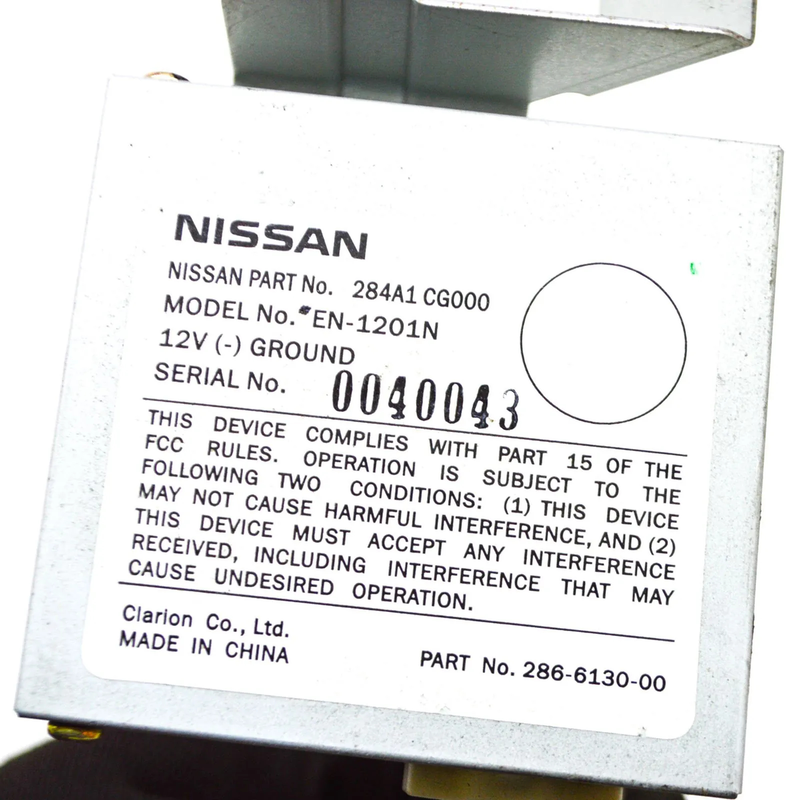 NISSAN
NISSAN PART No. 284A1 CG000
MODEL No. EN-1201N
12V (-) GROUND
SERIAL No. 0040043
THIS DEVICE COMPLIES WITH PART 15 OF THE
FCC RULES. OPERATION IS SUBJECT TO THE
FOLLOWING TWO CONDITIONS: (1) THIS DEVICE
MAY NOT CAUSE HARMFUL INTERFERENCE, AND (2)
THIS DEVICE MUST ACCEPT ANY INTERFERENCE
RECEIVED, INCLUDING INTERFERENCE THAT MAY
CAUSE UNDESIRED OPERATION.
Clarion Co., Ltd.
MADE IN CHINA
PART No. 286-6130-00